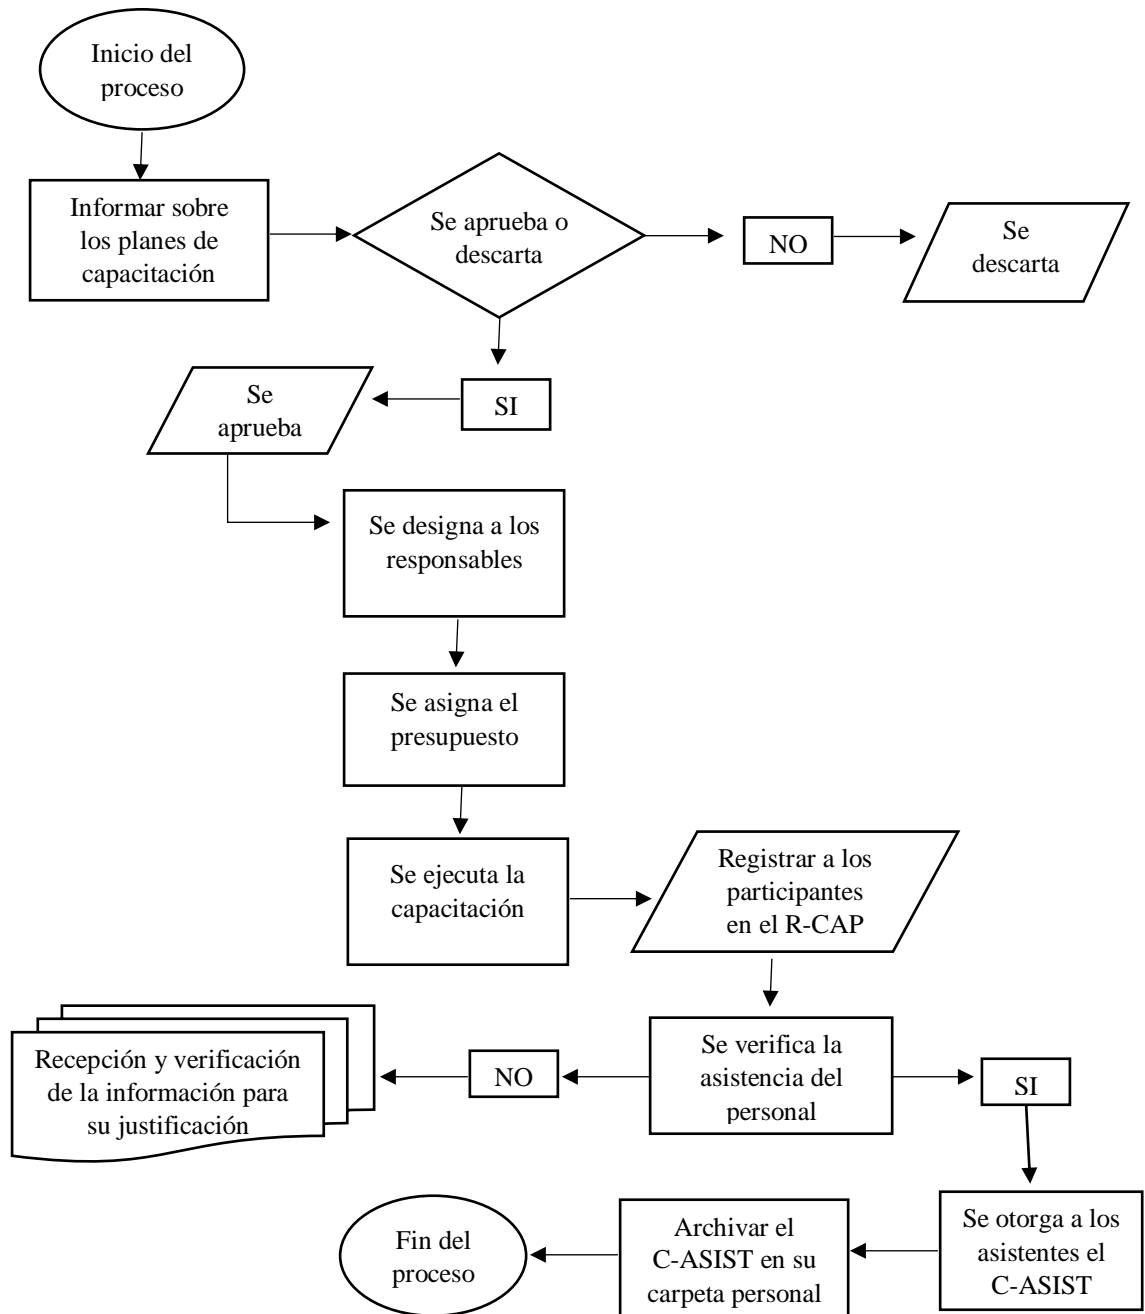 Inicio del
proceso
Informar sobre
los planes de
capacitación
Se aprueba o
descarta
NO
Se
descarta
SI
Se
aprueba
Se designa a los
responsables
Se asigna el
presupuesto
Se ejecuta la
capacitación
Registrar a los
participantes
en el R-CAP
Se verifica la
asistencia del
personal
NO
Recepción y verificación
de la información para
su justificación
SI
Se otorga a los
asistentes el
C-ASIST
Archivar el
C-ASIST en su
carpeta personal
Fin del
proceso